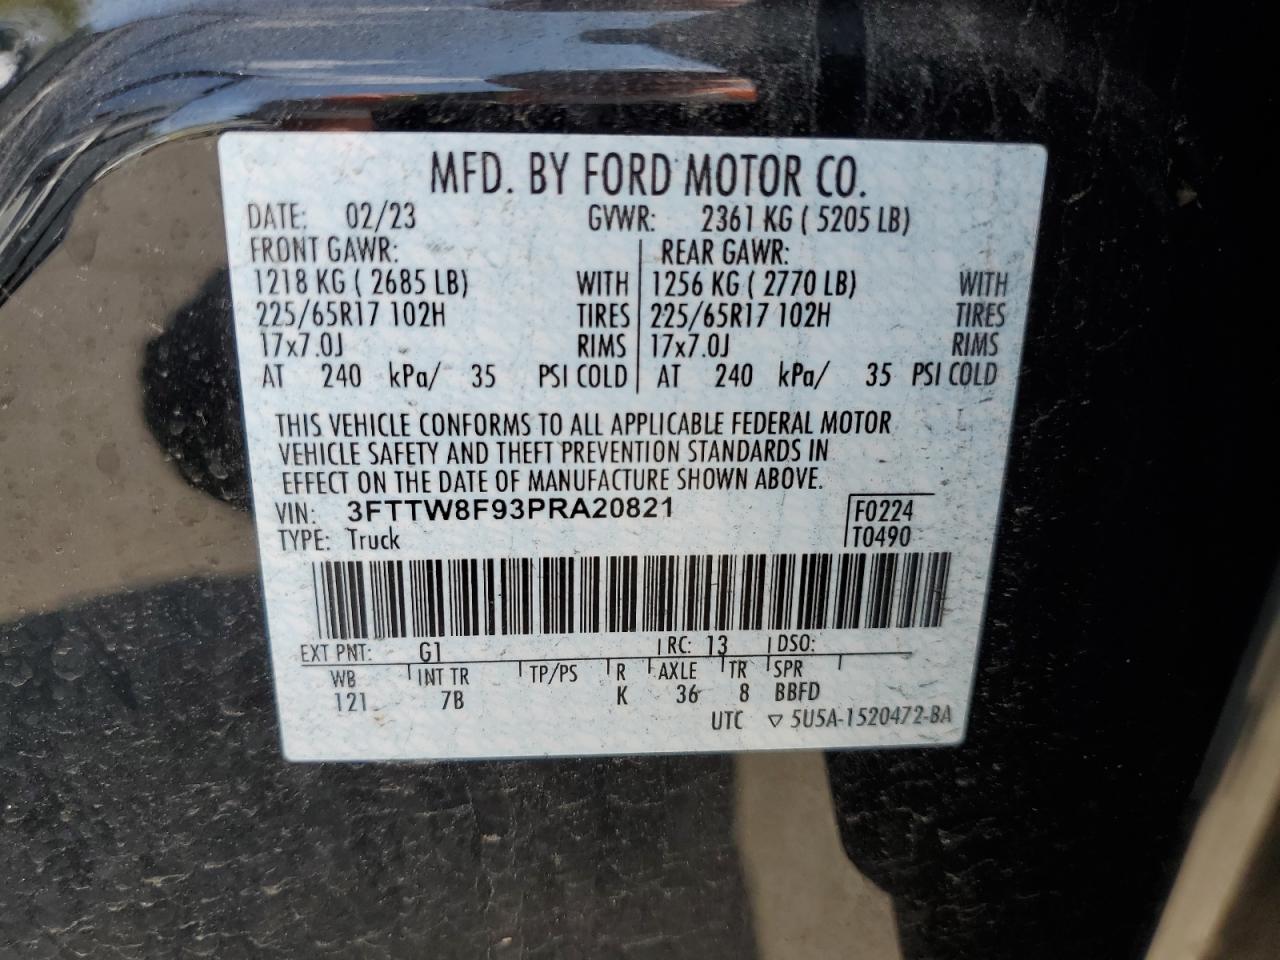 MFD. BY FORD MOTOR CO.
DATE: 02/23 GVWR: 2361 KG ( 5205 LB)
FRONT GAWR: REAR GAWR:
1218 KG ( 2685 LB) WITH 1256 KG ( 2770 LB) WITH
225/65R17 102H TIRES 225/65R17 102H TIRES
17x7.0J RIMS 17x7.0J RIMS
AT 240 kPa/ 35 PSI COLD AT 240 kPa/ 35 PSI COLD
THIS VEHICLE CONFORMS TO ALL APPLICABLE FEDERAL MOTOR
VEHICLE SAFETY AND THEFT PREVENTION STANDARDS IN
EFFECT ON THE DATE OF MANUFACTURE SHOWN ABOVE.
VIN: 3FTTW8F93PRA20821 F0224
TYPE: Truck T0490
EXT PNT: G1 RC: 13 DSO:
WB INT TR TP/PS R AXLE TR SPR
121 7B K 36 8 BBFD
UTC ▽ 5U5A-1520472-BA